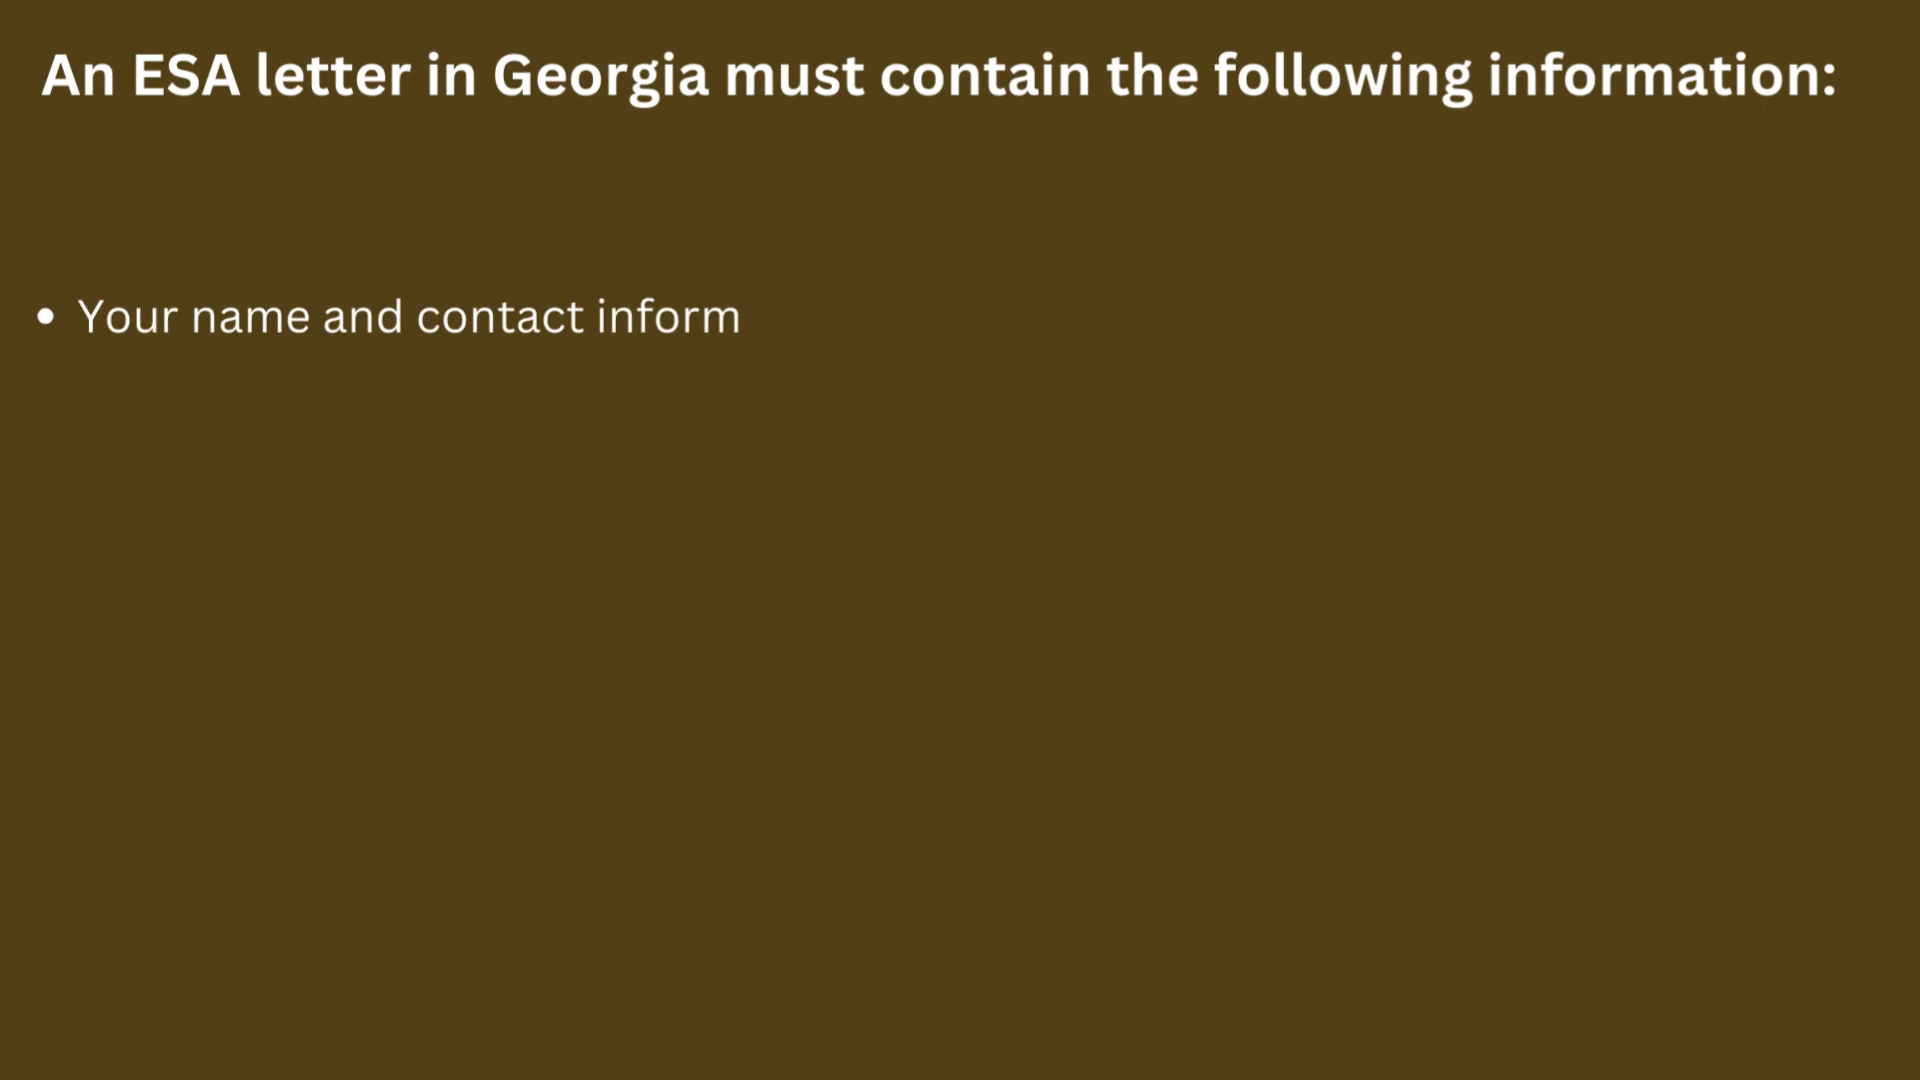 An ESA letter in Georgia must contain the following information:
• Your name and contact inform